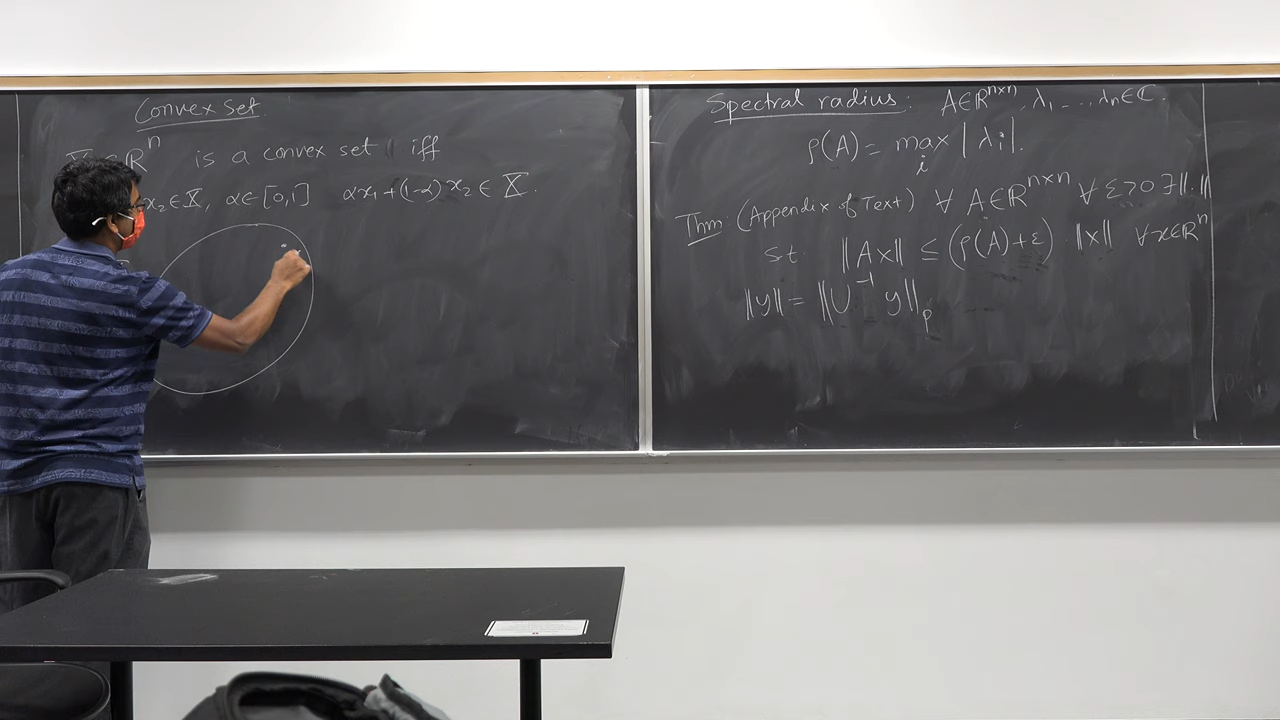 Convex set
ℝⁿ is a convex set iff
x₂ ∈ 𝕏, α ∈ [0,1] αx₁ + (1-α)x₂ ∈ 𝕏.
Spectral radius: A ∈ ℝⁿˣⁿ, λ₁ ..., λₙ ∈ ℂ.
ρ(A) = max |λᵢ|.
i
Thm (Appendix of Text) ∀ A ∈ ℝⁿˣⁿ ∀ ε > 0 ∃ ‖.‖
s.t. ‖Ax‖ ≤ (ρ(A)+ε) ‖x‖ ∀x∈ℝⁿ
‖y‖ = ‖U⁻¹ y‖ₚ